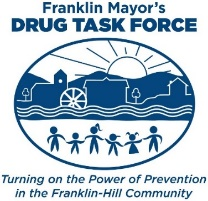 Franklin Mayor's
DRUG TASK FORCE
Turning on the Power of Prevention
in the Franklin-Hill Community